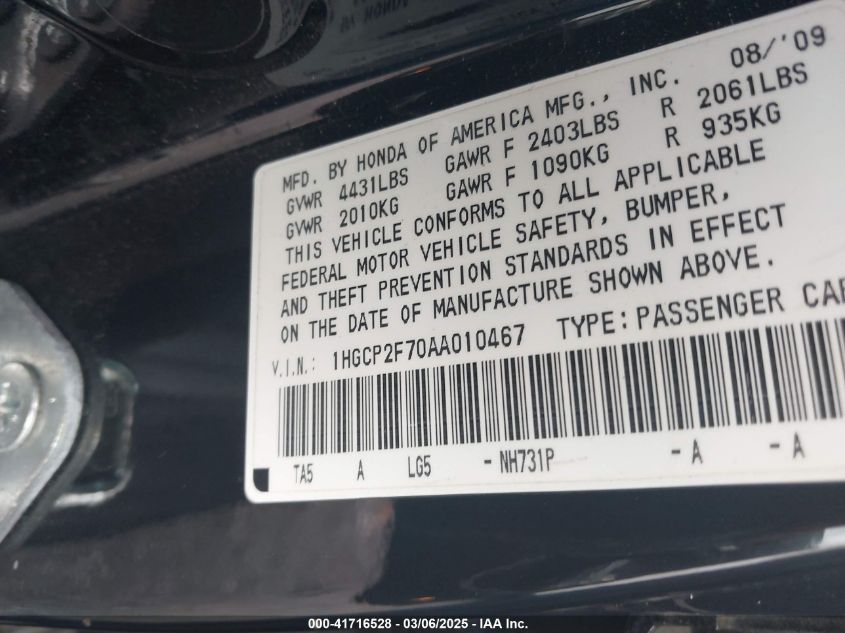 08/'09
MFD. BY HONDA OF AMERICA MFG., INC.
GVWR 4431LBS GAWR F 2403LBS R 2061LBS
GVWR 2010KG GAWR F 1090KG R 935KG
THIS VEHICLE CONFORMS TO ALL APPLICABLE
FEDERAL MOTOR VEHICLE SAFETY, BUMPER,
AND THEFT PREVENTION STANDARDS IN EFFECT
ON THE DATE OF MANUFACTURE SHOWN ABOVE.
V.I.N.: 1HGCP2F70AA010467 TYPE:PASSENGER CAR
TA5 A LG5 -NH731P -A -A
000-41716528 — 03/06/2025 — IAA Inc.